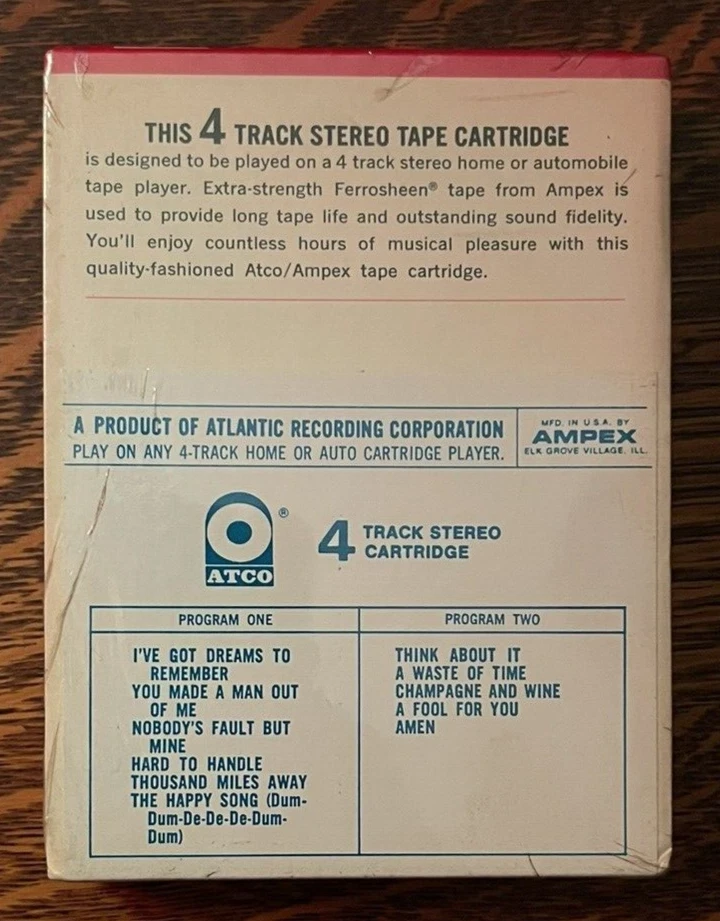 THIS 4 TRACK STEREO TAPE CARTRIDGE
is designed to be played on a 4 track stereo home or automobile
tape player. Extra-strength Ferrosheen® tape from Ampex is
used to provide long tape life and outstanding sound fidelity.
You'll enjoy countless hours of musical pleasure with this
quality-fashioned Atco/Ampex tape cartridge.
A PRODUCT OF ATLANTIC RECORDING CORPORATION
PLAY ON ANY 4-TRACK HOME OR AUTO CARTRIDGE PLAYER.
MFD. IN U.S.A. BY
AMPEX
ELK GROVE VILLAGE, ILL.
®
ATCO
4 TRACK STEREO
CARTRIDGE
PROGRAM ONE
I'VE GOT DREAMS TO
REMEMBER
YOU MADE A MAN OUT
OF ME
NOBODY'S FAULT BUT
MINE
HARD TO HANDLE
THOUSAND MILES AWAY
THE HAPPY SONG (Dum-
Dum-De-De-De-Dum-
Dum)
PROGRAM TWO
THINK ABOUT IT
A WASTE OF TIME
CHAMPAGNE AND WINE
A FOOL FOR YOU
AMEN